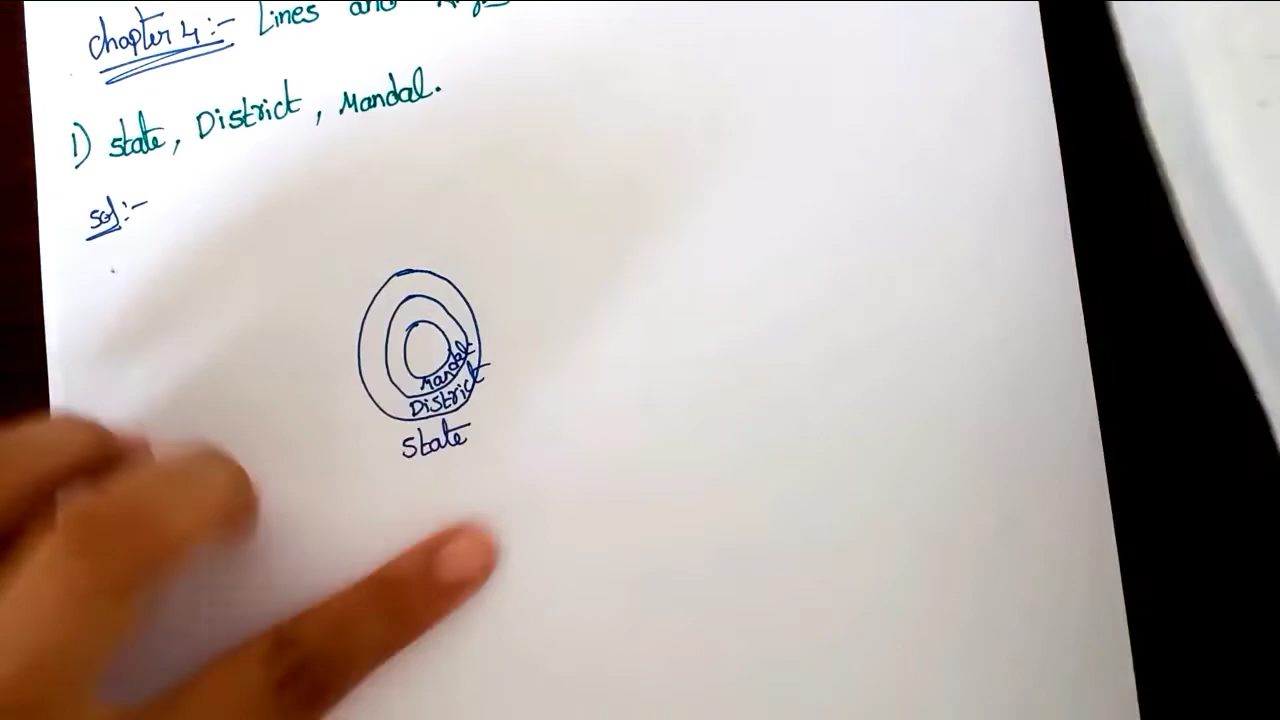 Chapter 4:- Lines and
1) State, District, Mandal.
Sol:-
Mandal
District
State